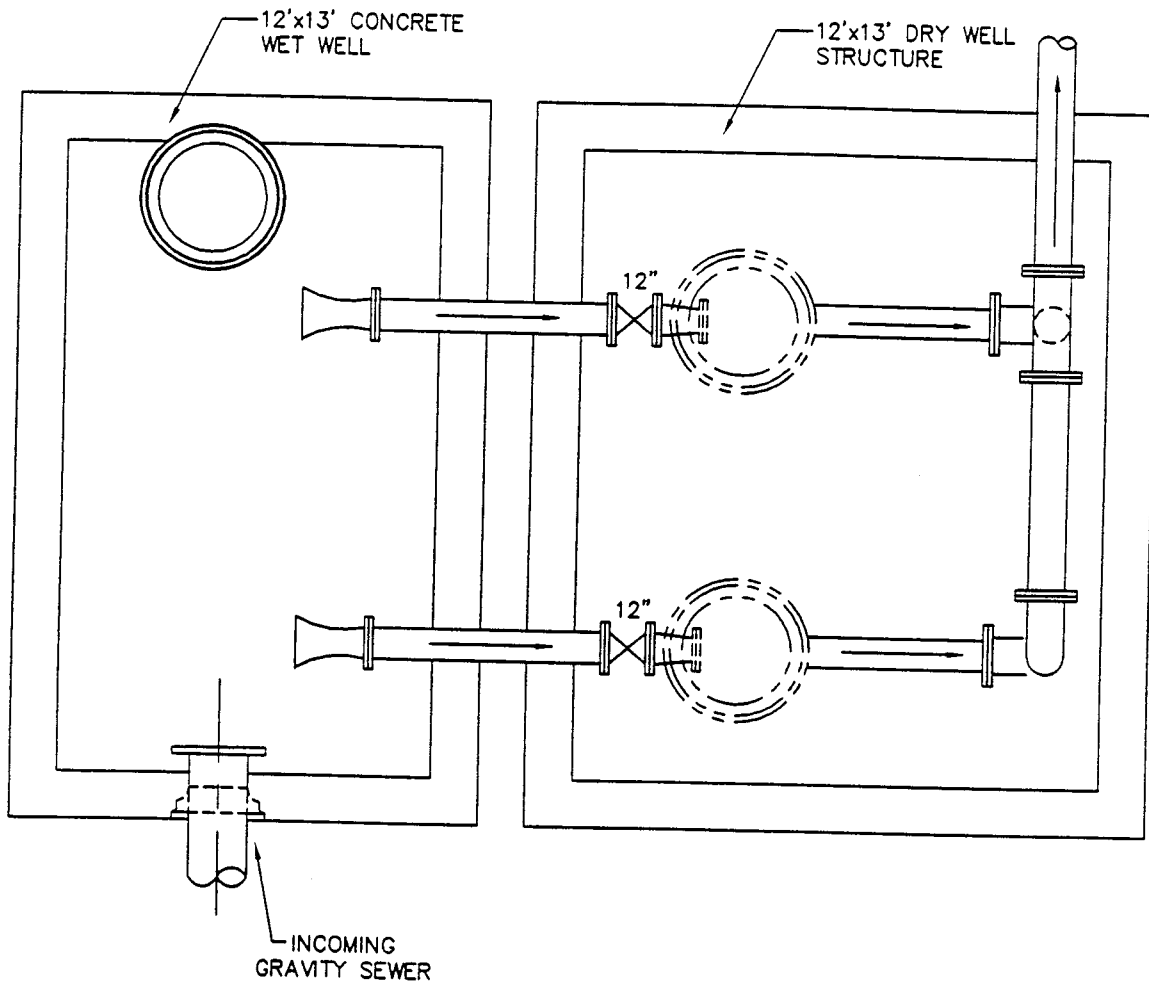 12'x13' CONCRETE
WET WELL
12'x13' DRY WELL
STRUCTURE
12"
12"
INCOMING
GRAVITY SEWER